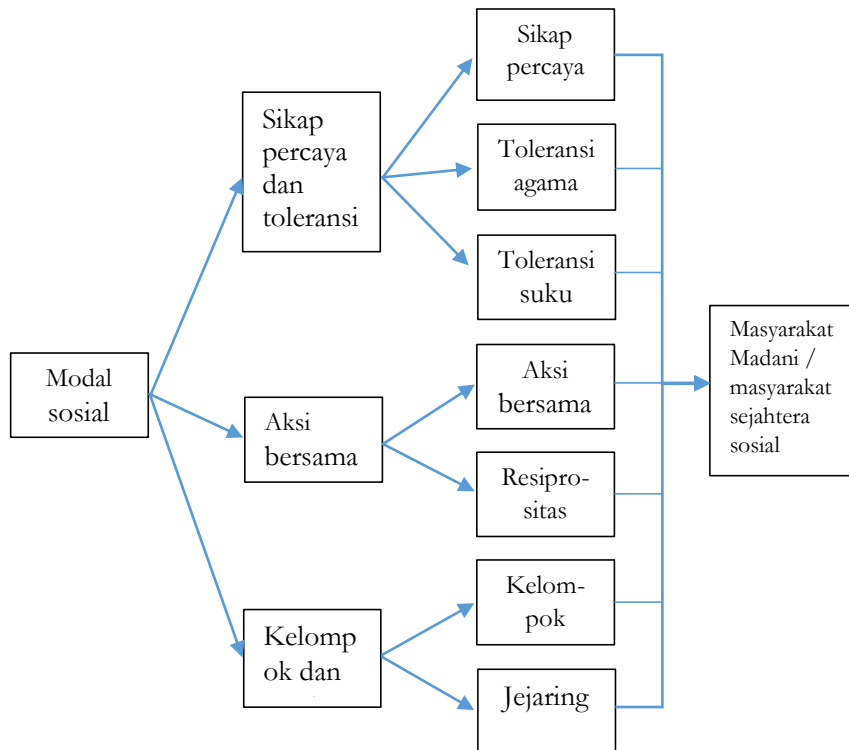 Modal
sosial
Sikap
percaya
dan
toleransi
Aksi
bersama
Kelomp
ok dan
Sikap
percaya
Toleransi
agama
Toleransi
suku
Aksi
bersama
Resipro-
sitas
Kelom-
pok
Jejaring
Masyarakat
Madani /
masyarakat
sejahtera
sosial